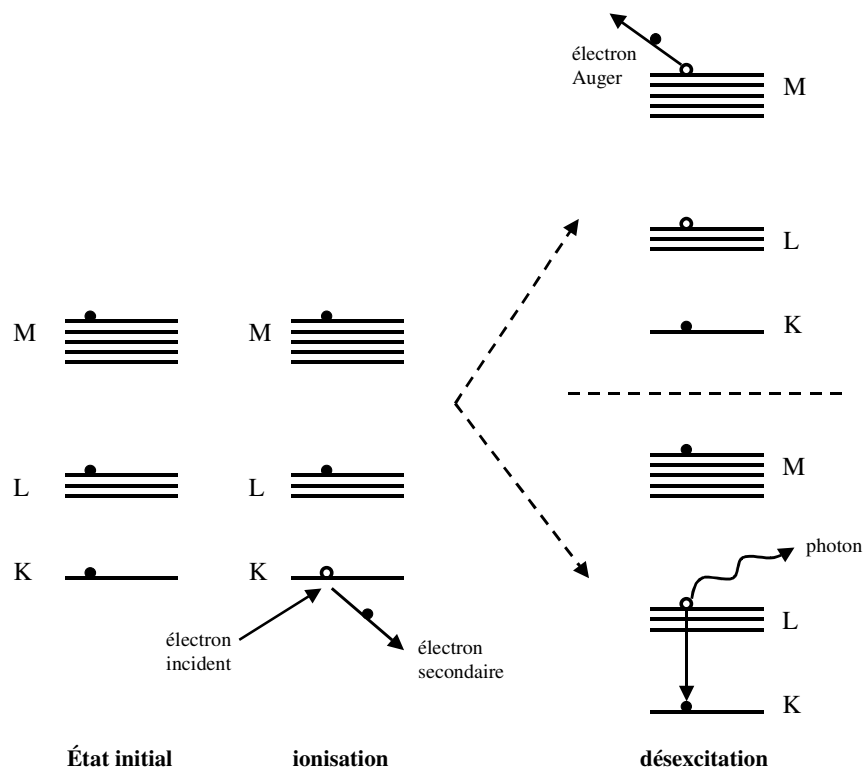 M
L
K
État initial
M
L
K
électron
incident
électron
secondaire
ionisation
électron
Auger
M
L
K
M
photon
L
K
désexcitation